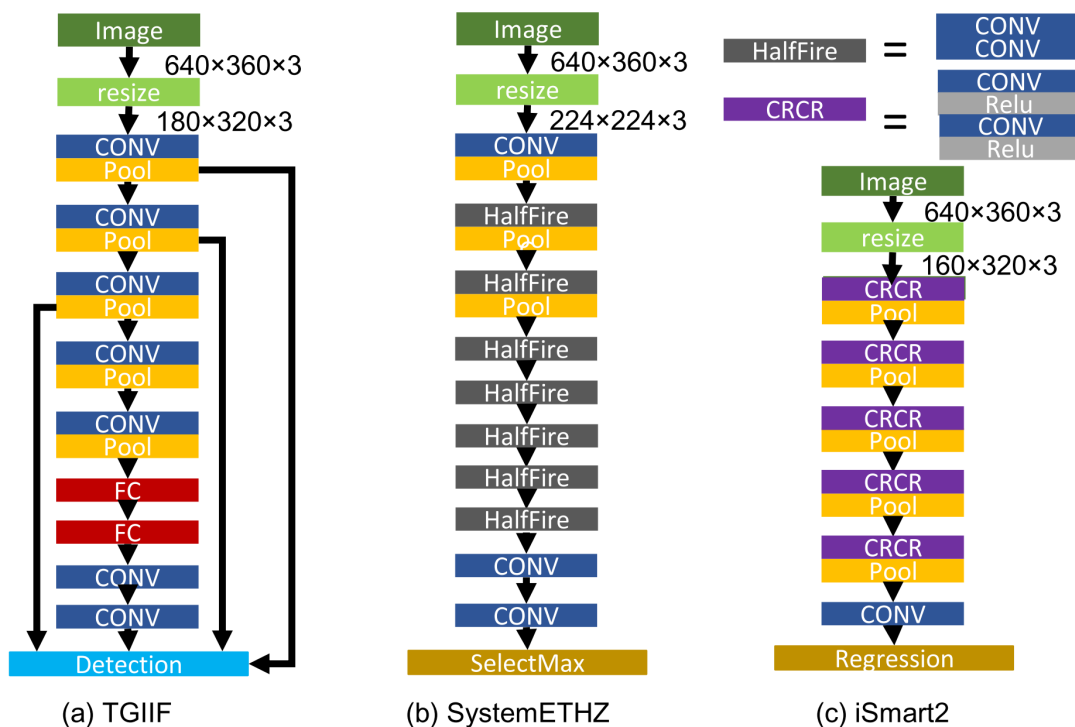 Image
640×360×3
resize
180×320×3
CONV
Pool
CONV
Pool
CONV
Pool
CONV
Pool
CONV
Pool
FC
FC
CONV
CONV
Detection
(a) TGIIF
Image
640×360×3
resize
224×224×3
CONV
Pool
HalfFire
Pool
HalfFire
Pool
HalfFire
HalfFire
HalfFire
HalfFire
HalfFire
CONV
CONV
SelectMax
(b) SystemETHZ
HalfFire = CONV
CONV
CRCR = CONV
Relu
CONV
Relu
Image
640×360×3
resize
160×320×3
CRCR
Pool
CRCR
Pool
CRCR
Pool
CRCR
Pool
CRCR
Pool
CONV
Regression
(c) iSmart2